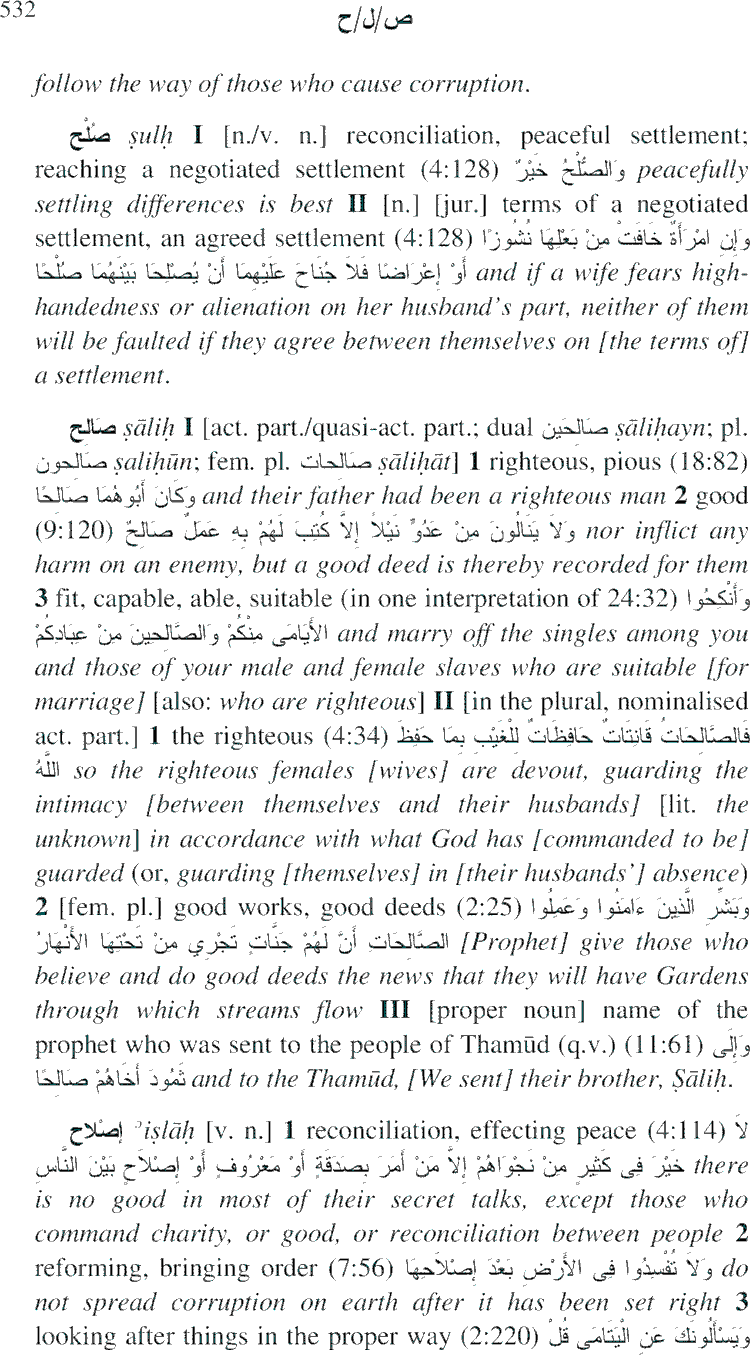 532 ص/ل/ح
follow the way of those who cause corruption.
صُلْح ṣulḥ I [n./v. n.] reconciliation, peaceful settlement;
reaching a negotiated settlement (4:128) وَالصُّلْحُ خَيْرٌ peacefully
settling differences is best II [n.] [jur.] terms of a negotiated
settlement, an agreed settlement (4:128) وَإِنِ امْرَأَةٌ خَافَتْ مِنْ بَعْلِهَا نُشُوزًا
أَوْ إِعْرَاضًا فَلَا جُنَاحَ عَلَيْهِمَا أَنْ يُصْلِحَا بَيْنَهُمَا صُلْحًا and if a wife fears high-
handedness or alienation on her husband's part, neither of them
will be faulted if they agree between themselves on [the terms of]
a settlement.
صَالِح ṣāliḥ I [act. part./quasi-act. part.; dual صَالِحَيْن ṣāliḥayn; pl.
صَالِحون ṣaliḥūn; fem. pl. صَالِحات ṣāliḥāt] 1 righteous, pious (18:82)
وَكَانَ أَبُوهُمَا صَالِحًا and their father had been a righteous man 2 good
(9:120) وَلاَ يَنَالُونَ مِنْ عَدُوٍّ نَيْلاً إِلاَّ كُتِبَ لَهُمْ بِهِ عَمَلٌ صَالِحٌ nor inflict any
harm on an enemy, but a good deed is thereby recorded for them
3 fit, capable, able, suitable (in one interpretation of 24:32) وَأَنْكِحُوا
الأَيَامَى مِنْكُمْ وَالصَّالِحِينَ مِنْ عِبَادِكُمْ and marry off the singles among you
and those of your male and female slaves who are suitable [for
marriage] [also: who are righteous] II [in the plural, nominalised
act. part.] 1 the righteous (4:34) فَالصَّالِحَاتُ قَانِتَاتٌ حَافِظَاتٌ لِلْغَيْبِ بِمَا حَفِظَ
اللَّهُ so the righteous females [wives] are devout, guarding the
intimacy [between themselves and their husbands] [lit. the
unknown] in accordance with what God has [commanded to be]
guarded (or, guarding [themselves] in [their husbands'] absence)
2 [fem. pl.] good works, good deeds (2:25) وَبَشِّرِ الَّذِينَ ءَامَنُوا وَعَمِلُوا
الصَّالِحَاتِ أَنَّ لَهُمْ جَنَّاتٍ تَجْرِي مِنْ تَحْتِهَا الأَنْهَارُ [Prophet] give those who
believe and do good deeds the news that they will have Gardens
through which streams flow III [proper noun] name of the
prophet who was sent to the people of Thamūd (q.v.) (11:61) وَإِلَى
ثَمُودَ أَخَاهُمْ صَالِحًا and to the Thamūd, [We sent] their brother, Ṣāliḥ.
إصْلاح ʾiṣlāḥ [v. n.] 1 reconciliation, effecting peace (4:114) لاَ
خَيْرَ فِى كَثِيرٍ مِنْ نَجْوَاهُمْ إِلاَّ مَنْ أَمَرَ بِصَدَقَةٍ أَوْ مَعْرُوفٍ أَوْ إِصْلاَحٍ بَيْنَ النَّاسِ there
is no good in most of their secret talks, except those who
command charity, or good, or reconciliation between people 2
reforming, bringing order (7:56) وَلاَ تُفْسِدُوا فِى الأَرْضِ بَعْدَ إِصْلاَحِهَا do
not spread corruption on earth after it has been set right 3
looking after things in the proper way (2:220) وَيَسْأَلُونَكَ عَنِ الْيَتَامَى قُلْ